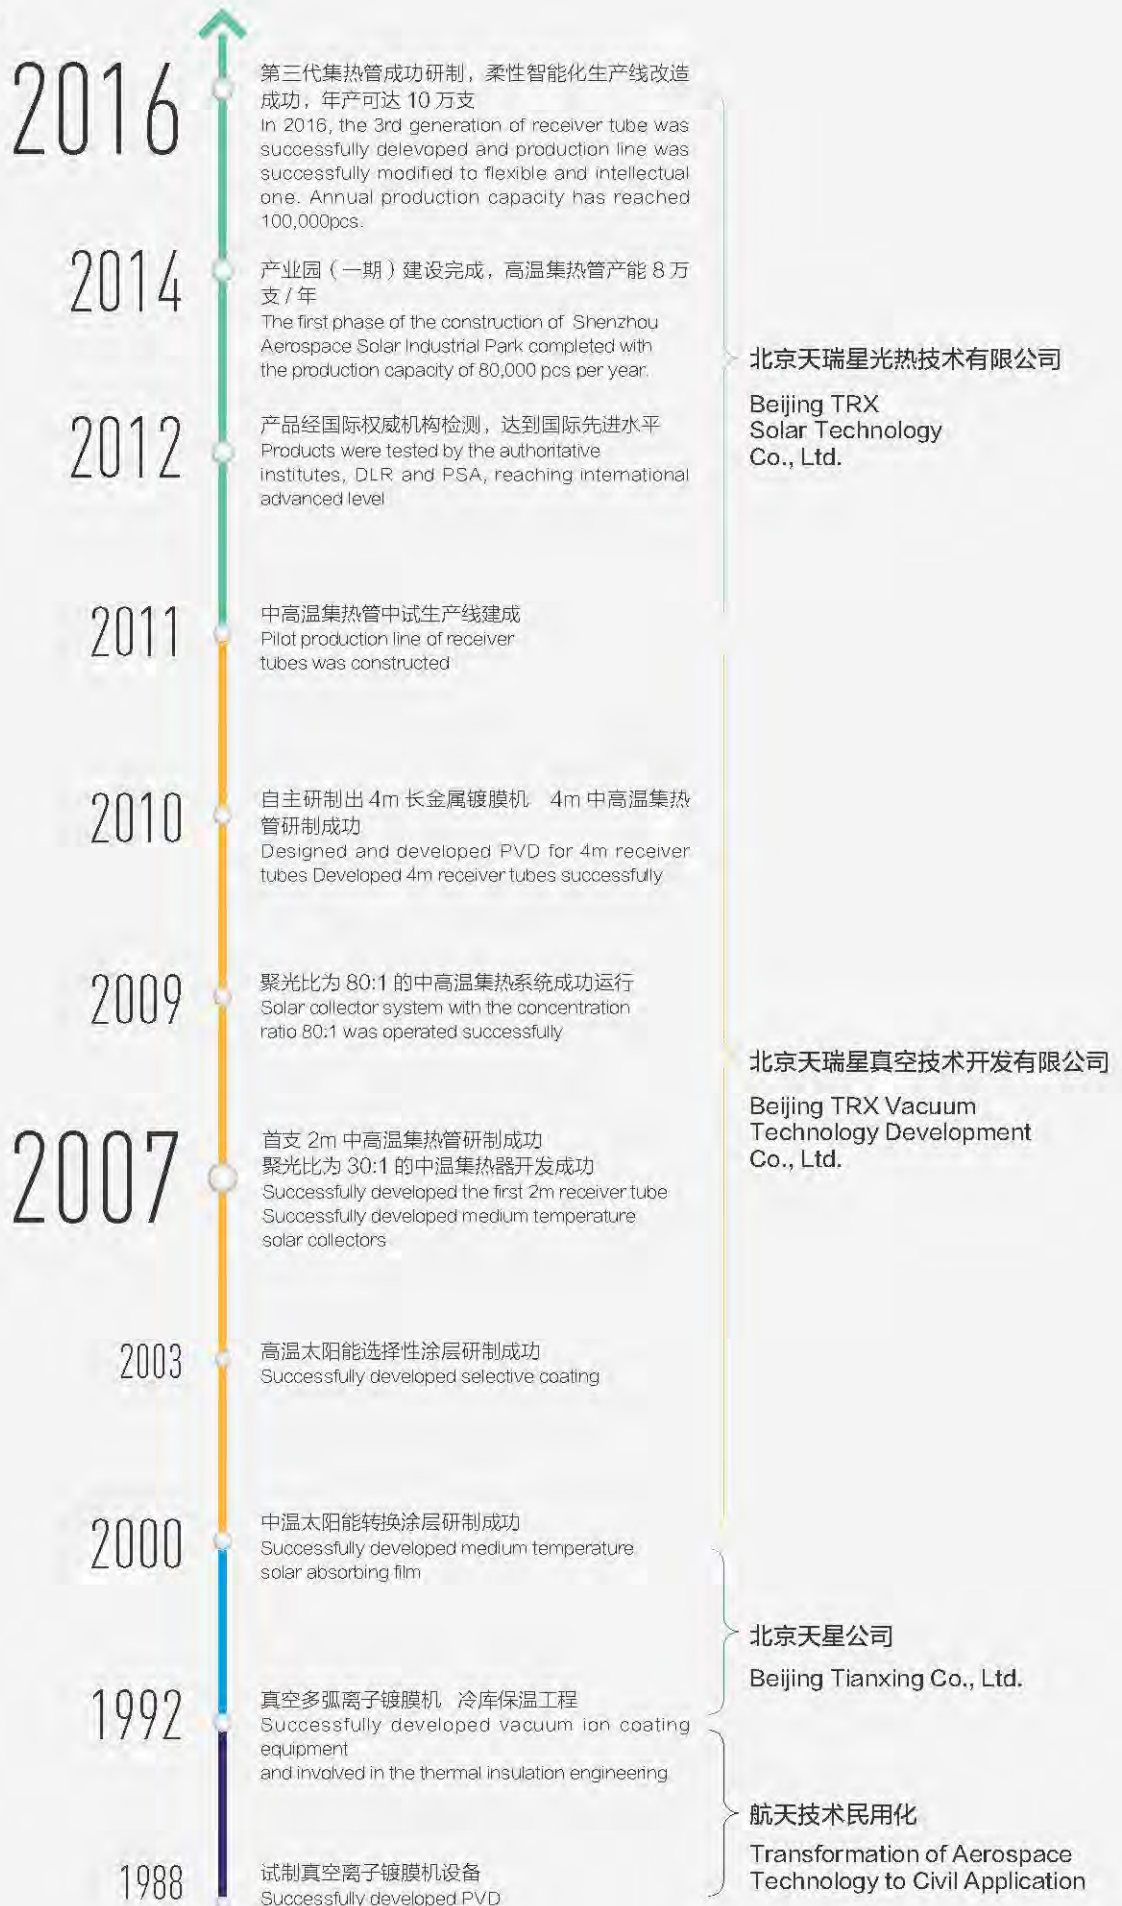 2016
第三代集热管成功研制，柔性智能化生产线改造
成功，年产可达 10 万支
In 2016, the 3rd generation of receiver tube was
successfully delevoped and production line was
successfully modified to flexible and intellectual
one. Annual production capacity has reached
100,000pcs.
2014
产业园（一期）建设完成，高温集热管产能 8 万
支 / 年
The first phase of the construction of Shenzhou
Aerospace Solar Industrial Park completed with
the production capacity of 80,000 pcs per year.
北京天瑞星光热技术有限公司
Beijing TRX
Solar Technology
Co., Ltd.
2012
产品经国际权威机构检测，达到国际先进水平
Products were tested by the authoritative
institutes, DLR and PSA, reaching international
advanced level
2011
中高温集热管中试生产线建成
Pilot production line of receiver
tubes was constructed
2010
自主研制出 4m 长金属镀膜机 4m 中高温集热
管研制成功
Designed and developed PVD for 4m receiver
tubes Developed 4m receiver tubes successfully
2009
聚光比为 80:1 的中高温集热系统成功运行
Solar collector system with the concentration
ratio 80:1 was operated successfully
北京天瑞星真空技术开发有限公司
Beijing TRX Vacuum
Technology Development
Co., Ltd.
2007
首支 2m 中高温集热管研制成功
聚光比为 30:1 的中温集热器开发成功
Successfully developed the first 2m receiver tube
Successfully developed medium temperature
solar collectors
2003
高温太阳能选择性涂层研制成功
Successfully developed selective coating
2000
中温太阳能转换涂层研制成功
Successfully developed medium temperature
solar absorbing film
北京天星公司
Beijing Tianxing Co., Ltd.
1992
真空多弧离子镀膜机 冷库保温工程
Successfully developed vacuum ion coating
equipment
and involved in the thermal insulation engineering
航天技术民用化
Transformation of Aerospace
Technology to Civil Application
1988
试制真空离子镀膜机设备
Successfully developed PVD